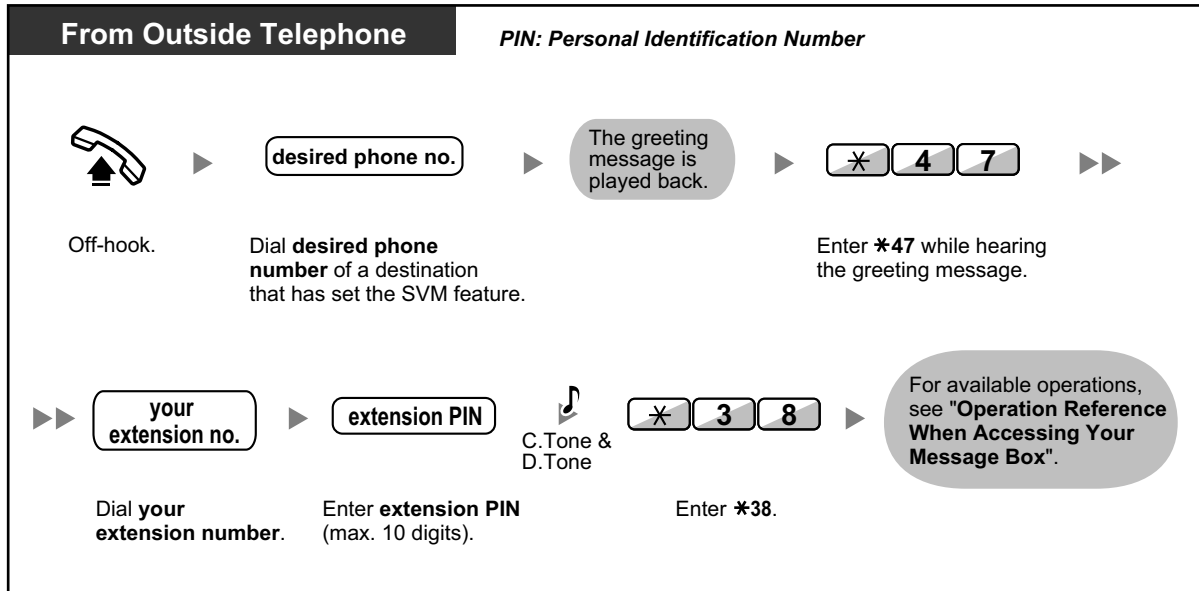 From Outside Telephone
PIN: Personal Identification Number
desired phone no.
The greeting
message is
played back.
* 4 7
Off-hook.
Dial desired phone
number of a destination
that has set the SVM feature.
Enter *47 while hearing
the greeting message.
your
extension no.
extension PIN
C.Tone &
D.Tone
* 3 8
For available operations,
see "Operation Reference
When Accessing Your
Message Box".
Dial your
extension number.
Enter extension PIN
(max. 10 digits).
Enter *38.